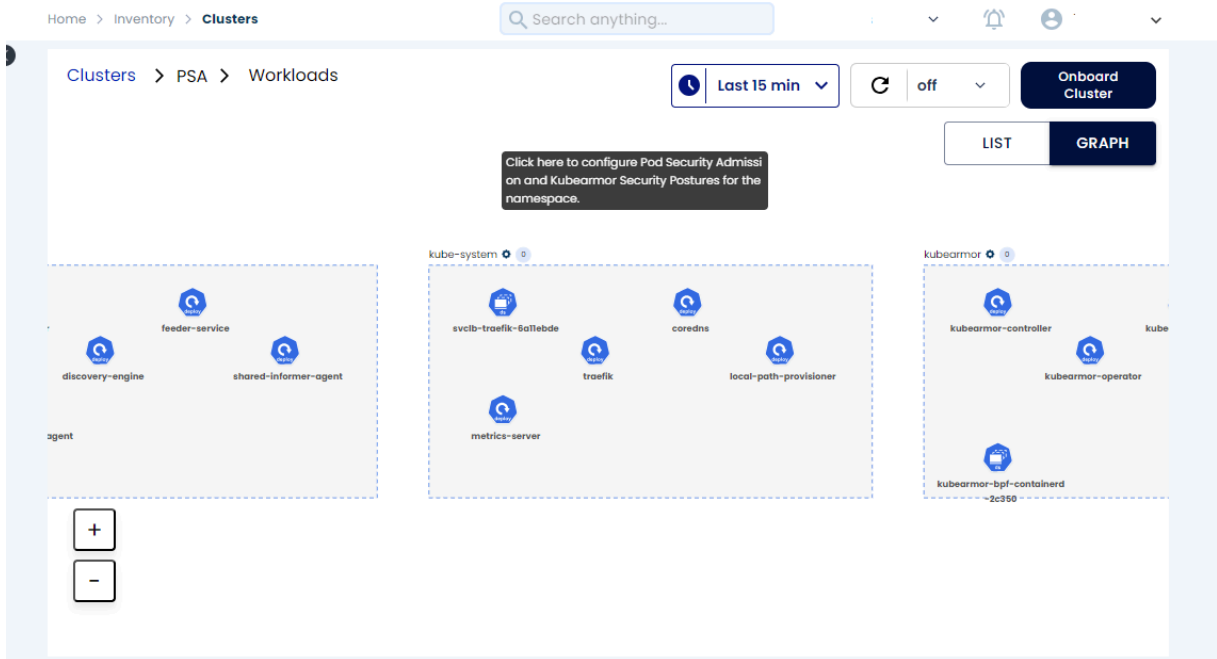 Home > Inventory > Clusters
Search anything...
Clusters > PSA > Workloads
Last 15 min
off
Onboard
Cluster
LIST
GRAPH
Click here to configure Pod Security Admissi
on and Kubearmor Security Postures for the
namespace.
kube-system 0
kubearmor 0
feeder-service
discovery-engine
shared-informer-agent
agent
svclb-traefik-6a11ebde
coredns
traefik
local-path-provisioner
metrics-server
kubearmor-controller
kube
kubearmor-operator
kubearmor-bpf-containerd
-2c350
+
-